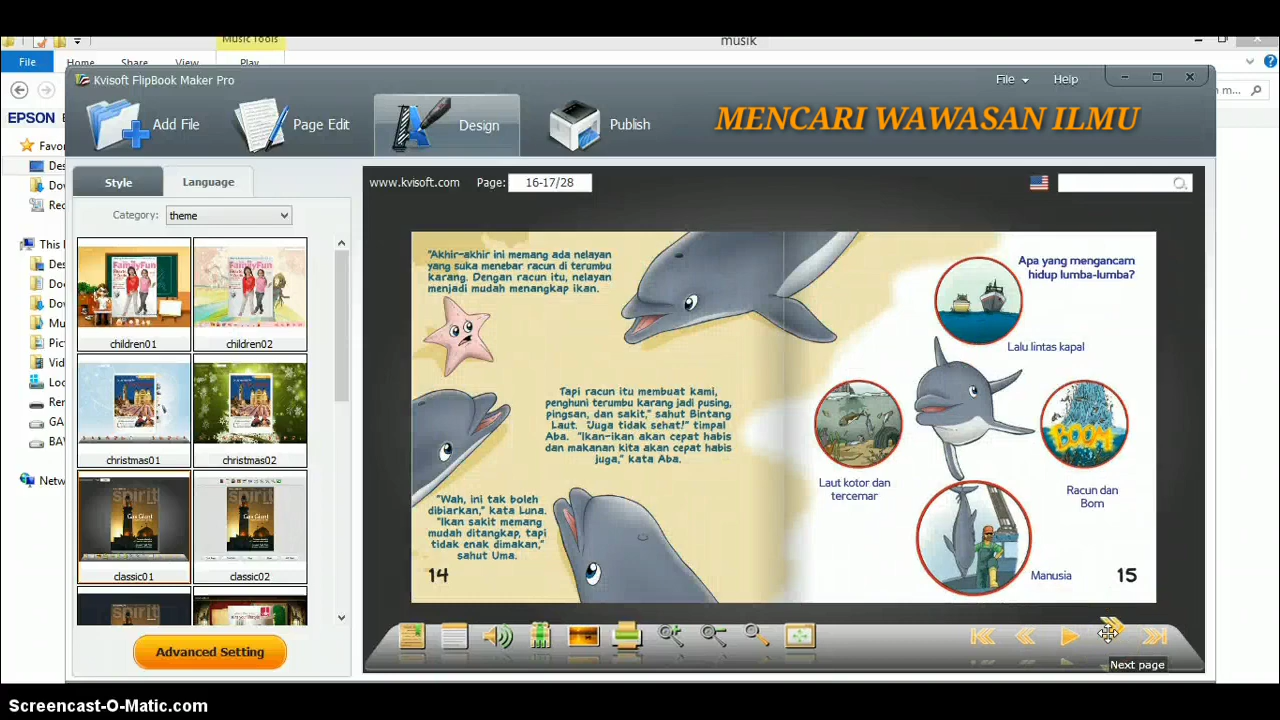 Music Tools
musik
File
Home
Share
View
Play
Kvisoft FlipBook Maker Pro
File
Help
EPSON
Add File
Page Edit
Design
Publish
MENCARI WAWASAN ILMU
Style
Language
Category:
theme
www.kvisoft.com
Page:
16-17/28
children01
children02
christmas01
christmas02
classic01
classic02
Advanced Setting
"Akhir-akhir ini memang ada nelayan
yang suka menebar racun di terumbu
karang. Dengan racun itu, nelayan
menjadi mudah menangkap ikan.
Tapi racun itu membuat kami,
penghuni terumbu karang jadi pusing,
pingsan, dan sakit," sahut Bintang
Laut. "Juga tidak sehat!" timpal
Aba. "Ikan-ikan akan cepat habis
dan makanan kita akan cepat habis
juga," kata Aba.
"Wah, ini tak boleh
dibiarkan," kata Luna.
"Ikan sakit memang
mudah ditangkap, tapi
tidak enak dimakan,"
sahut Uma.
14
Apa yang mengancam
hidup lumba-lumba?
Lalu lintas kapal
Laut kotor dan
tercemar
BOOM
Racun dan
Bom
Manusia
15
Next page
Screencast-O-Matic.com